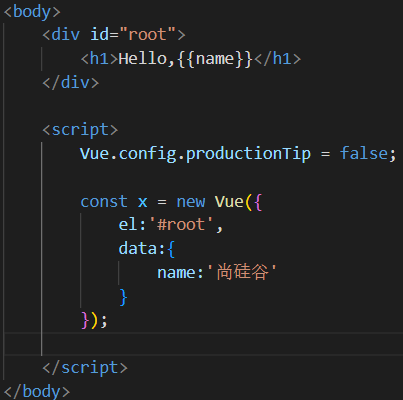 <body>
    <div id="root">
        <h1>Hello,{{name}}</h1>
    </div>

    <script>
        Vue.config.productionTip = false;

        const x = new Vue({
            el:'#root',
            data:{
                name:'尚硅谷'
            }
        });

    </script>
</body>